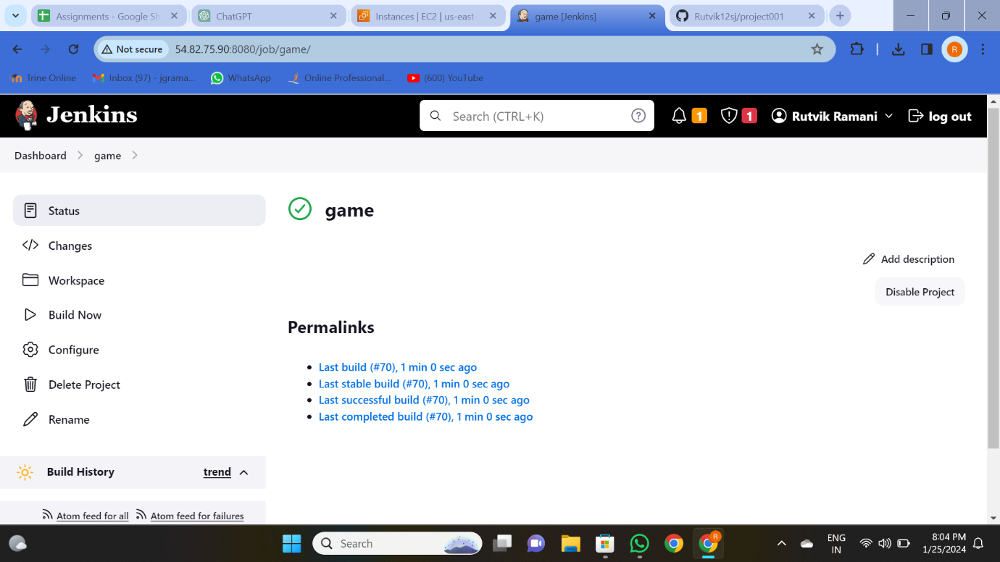 Assignments - Google Sh
ChatGPT
Instances | EC2 | us-east-
game [Jenkins]
Rutvik12sj/project001
Not secure
54.82.75.90:8080/job/game/
R
Trine Online
Inbox (97) - jgrama...
WhatsApp
Online Professional...
(600) YouTube
Jenkins
Search (CTRL+K)
?
1
1
Rutvik Ramani
log out
Dashboard
game
Status
Changes
Workspace
Build Now
Configure
Delete Project
Rename
Build History
trend
Atom feed for all
Atom feed for failures
game
Add description
Disable Project
Permalinks
Last build (#70), 1 min 0 sec ago
Last stable build (#70), 1 min 0 sec ago
Last successful build (#70), 1 min 0 sec ago
Last completed build (#70), 1 min 0 sec ago
Search
R
ENG
IN
8:04 PM
1/25/2024